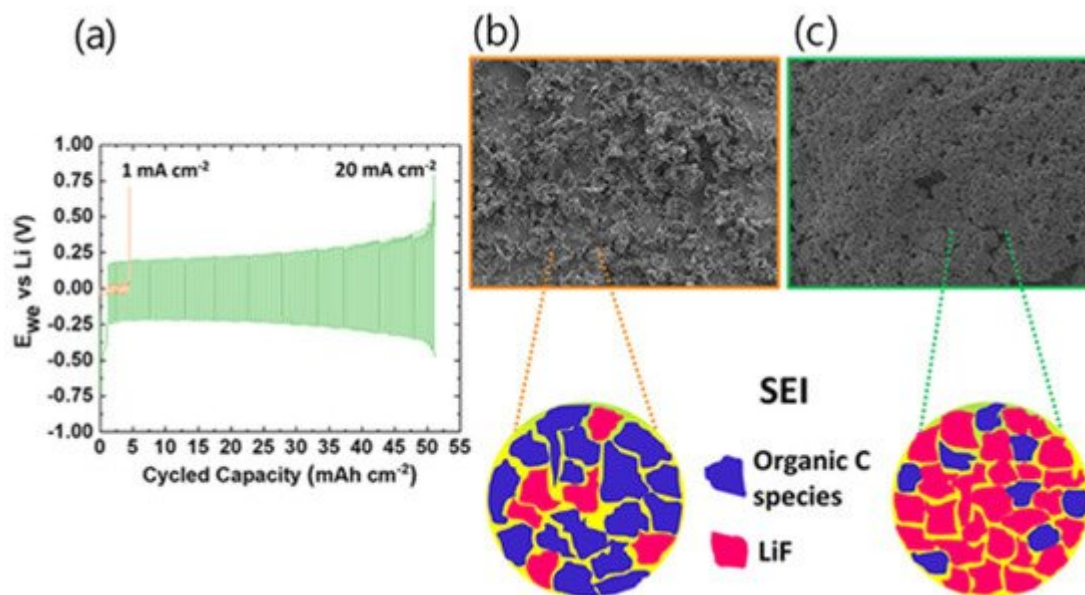 (a)
(b)
(c)
1.00
0.75
0.50
0.25
0.00
-0.25
-0.50
-0.75
-1.00
E_we vs Li (V)
1 mA cm⁻²
20 mA cm⁻²
0 5 10 15 20 25 30 35 40 45 50 55
Cycled Capacity (mAh cm⁻²)
SEI
Organic C
species
LiF